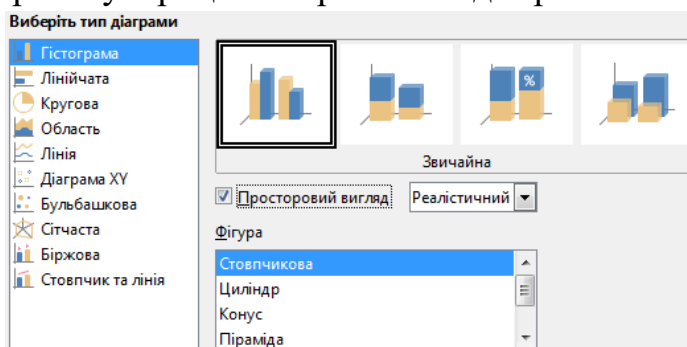 Виберіть тип діаграми
Гістограма
Лінійчата
Кругова
Область
Лінія
Діаграма XY
Бульбашкова
Сітчаста
Біржова
Стовпчик та лінія
%
Звичайна
Просторовий вигляд
Реалістичний
Фігура
Стовпчикова
Циліндр
Конус
Піраміда